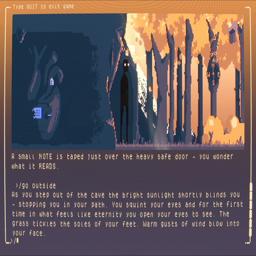 Type QUIT to exit game
A small NOTE is taped just over the heavy safe door - you wonder
what it READS.
>/go outside
As you step out of the cave the bright sunlight shortly blinds you
- stopping you in your path. You squint your eyes and for the first
time in what feels like eternity you open your eyes to see. The
grass tickles the soles of your feet. Warm gusts of wind blow into
your face.
>/